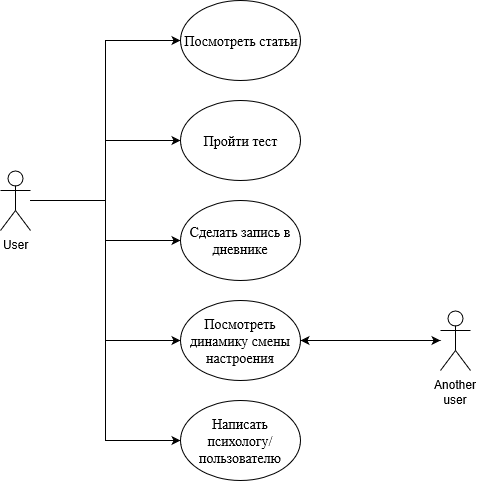 Посмотреть статьи
Пройти тест
User
Сделать запись в
дневнике
Посмотреть
динамику смены
настроения
Another
user
Написать
психологу/
пользователю